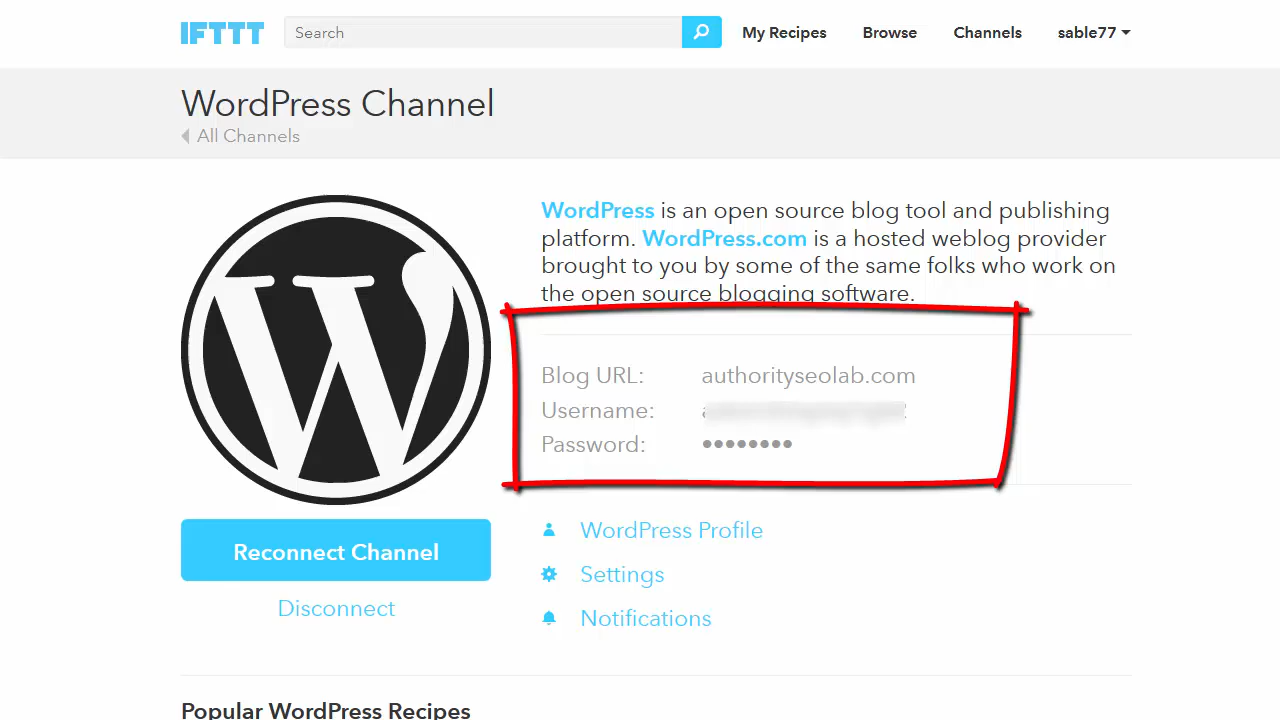 IFTTT Search My Recipes Browse Channels sable77
WordPress Channel
All Channels
WordPress is an open source blog tool and publishing
platform. WordPress.com is a hosted weblog provider
brought to you by some of the same folks who work on
the open source blogging software.
Blog URL: authorityseolab.com
Username:
Password: ••••••••
Reconnect Channel
Disconnect
WordPress Profile
Settings
Notifications
Popular WordPress Recipes